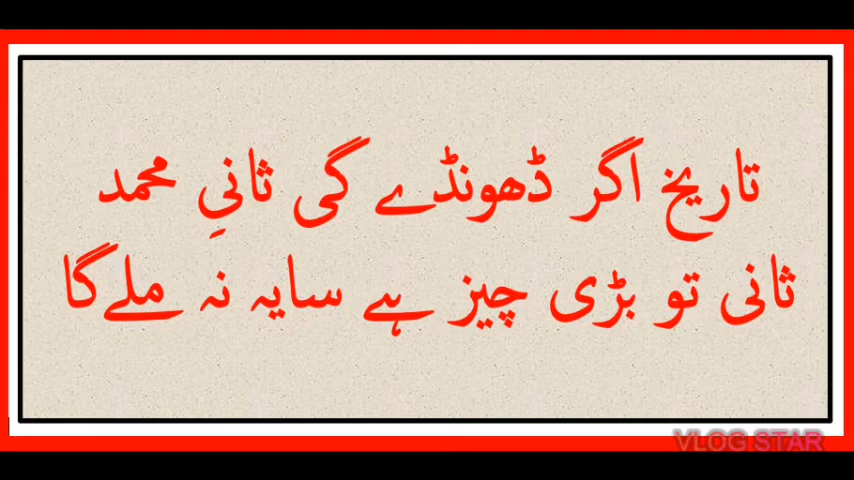 تاریخ اگر ڈھونڈے گی ثانیِ محمد
ثانی تو بڑی چیز ہے سایہ نہ ملے گا
VLOG STAR